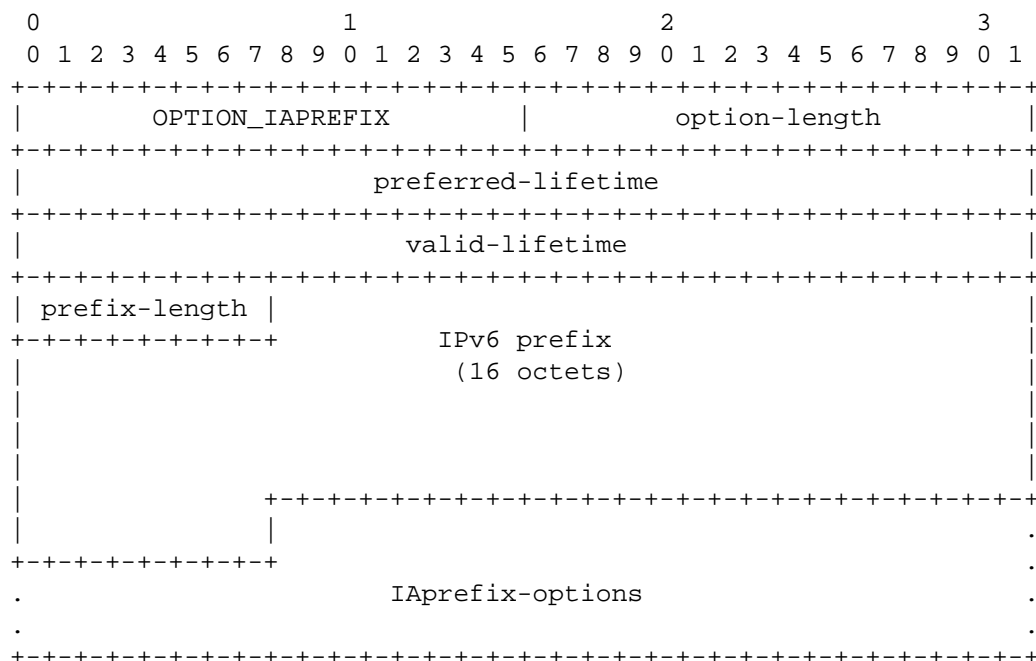 0                   1                   2                   3
 0 1 2 3 4 5 6 7 8 9 0 1 2 3 4 5 6 7 8 9 0 1 2 3 4 5 6 7 8 9 0 1
+-+-+-+-+-+-+-+-+-+-+-+-+-+-+-+-+-+-+-+-+-+-+-+-+-+-+-+-+-+-+-+-+
|        OPTION_IAPREFIX        |         option-length         |
+-+-+-+-+-+-+-+-+-+-+-+-+-+-+-+-+-+-+-+-+-+-+-+-+-+-+-+-+-+-+-+-+
|                      preferred-lifetime                       |
+-+-+-+-+-+-+-+-+-+-+-+-+-+-+-+-+-+-+-+-+-+-+-+-+-+-+-+-+-+-+-+-+
|                        valid-lifetime                         |
+-+-+-+-+-+-+-+-+-+-+-+-+-+-+-+-+-+-+-+-+-+-+-+-+-+-+-+-+-+-+-+-+
| prefix-length |                                               |
+-+-+-+-+-+-+-+-+          IPv6 prefix                          |
|                           (16 octets)                         |
|                                                               |
|                                                               |
|                                                               |
|               +-+-+-+-+-+-+-+-+-+-+-+-+-+-+-+-+-+-+-+-+-+-+-+-+
|               |                                               .
+-+-+-+-+-+-+-+-+                                               .
.                       IAprefix-options                        .
.                                                               .
+-+-+-+-+-+-+-+-+-+-+-+-+-+-+-+-+-+-+-+-+-+-+-+-+-+-+-+-+-+-+-+-+